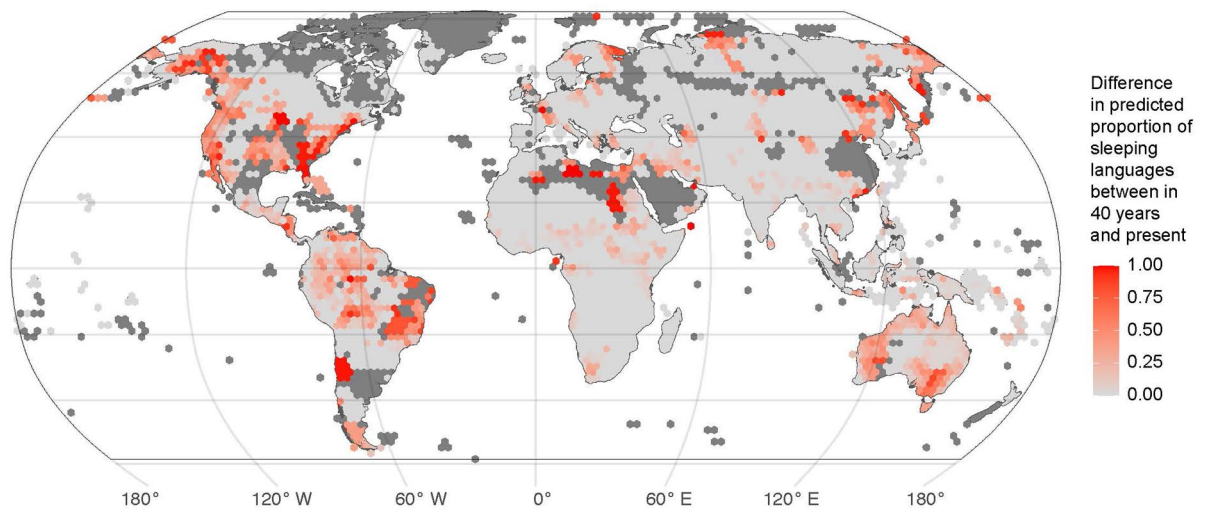 Difference
in predicted
proportion of
sleeping
languages
between in
40 years
and present
1.00
0.75
0.50
0.25
0.00
180° 120° W 60° W 0° 60° E 120° E 180°